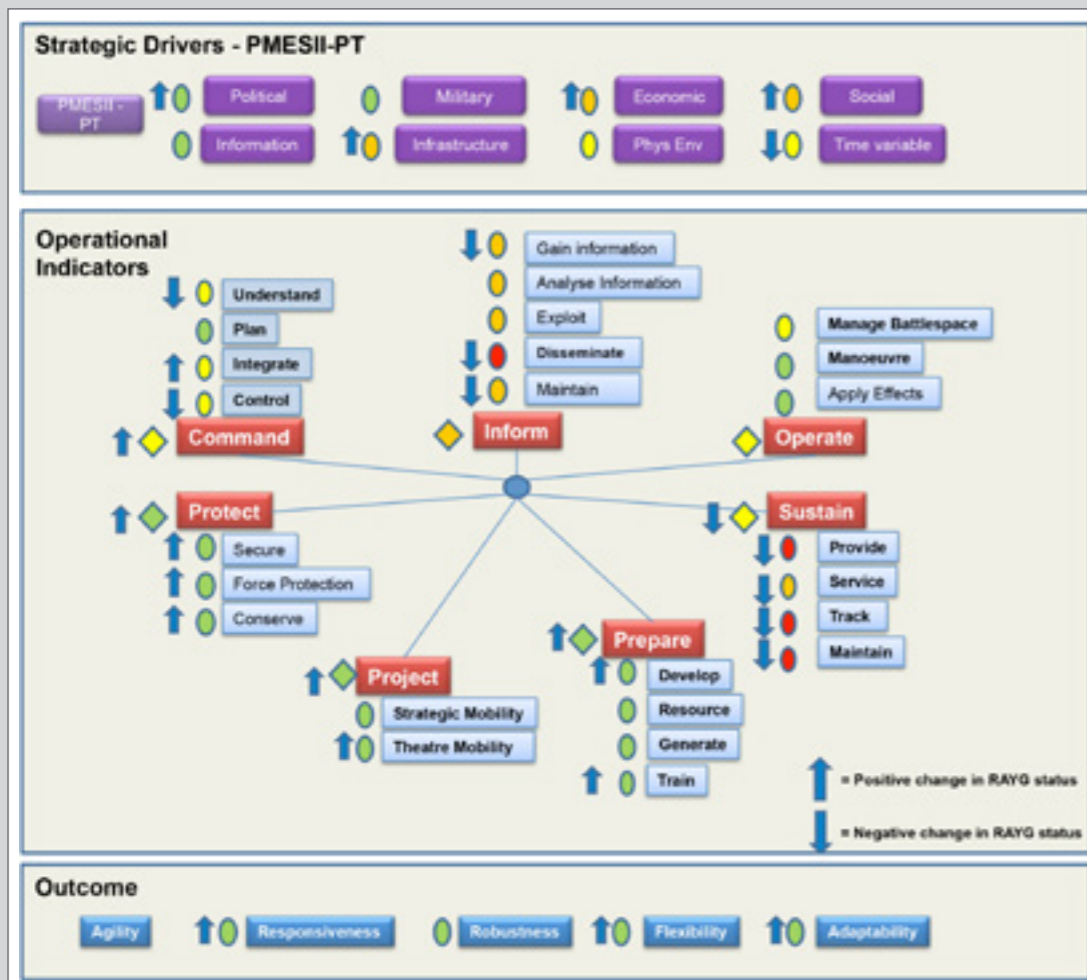 Strategic Drivers - PMESII-PT
PMESII -
PT
Political
Military
Economic
Social
Information
Infrastructure
Phys Env
Time variable
Operational
Indicators
Understand
Plan
Integrate
Control
Command
Gain information
Analyse Information
Exploit
Disseminate
Maintain
Inform
Manage Battlespace
Manoeuvre
Apply Effects
Operate
Protect
Secure
Force Protection
Conserve
Sustain
Provide
Service
Track
Maintain
Project
Strategic Mobility
Theatre Mobility
Prepare
Develop
Resource
Generate
Train
= Positive change in RAYG status
= Negative change in RAYG status
Outcome
Agility
Responsiveness
Robustness
Flexibility
Adaptability